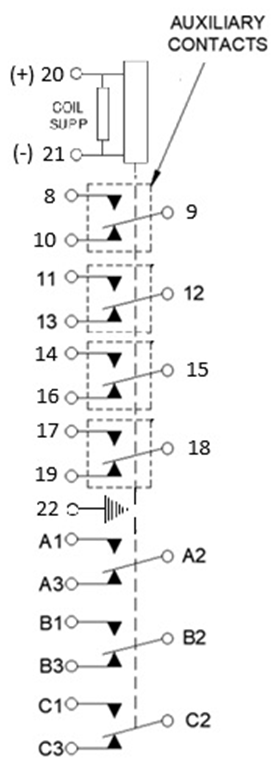 AUXILIARY
CONTACTS
(+) 20
COIL
SUPP
(-) 21
8
9
10
11
12
13
14
15
16
17
18
19
22
A1
A2
A3
B1
B2
B3
C1
C2
C3